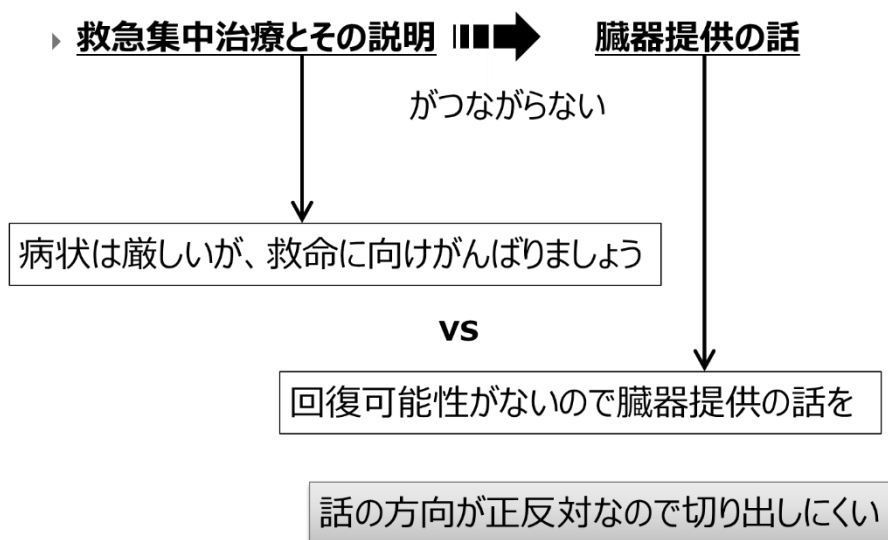 救急集中治療とその説明 臓器提供の話
がつながらない
病状は厳しいが、救命に向けがんばりましょう
vs
回復可能性がないので臓器提供の話を
話の方向が正反対なので切り出しにくい